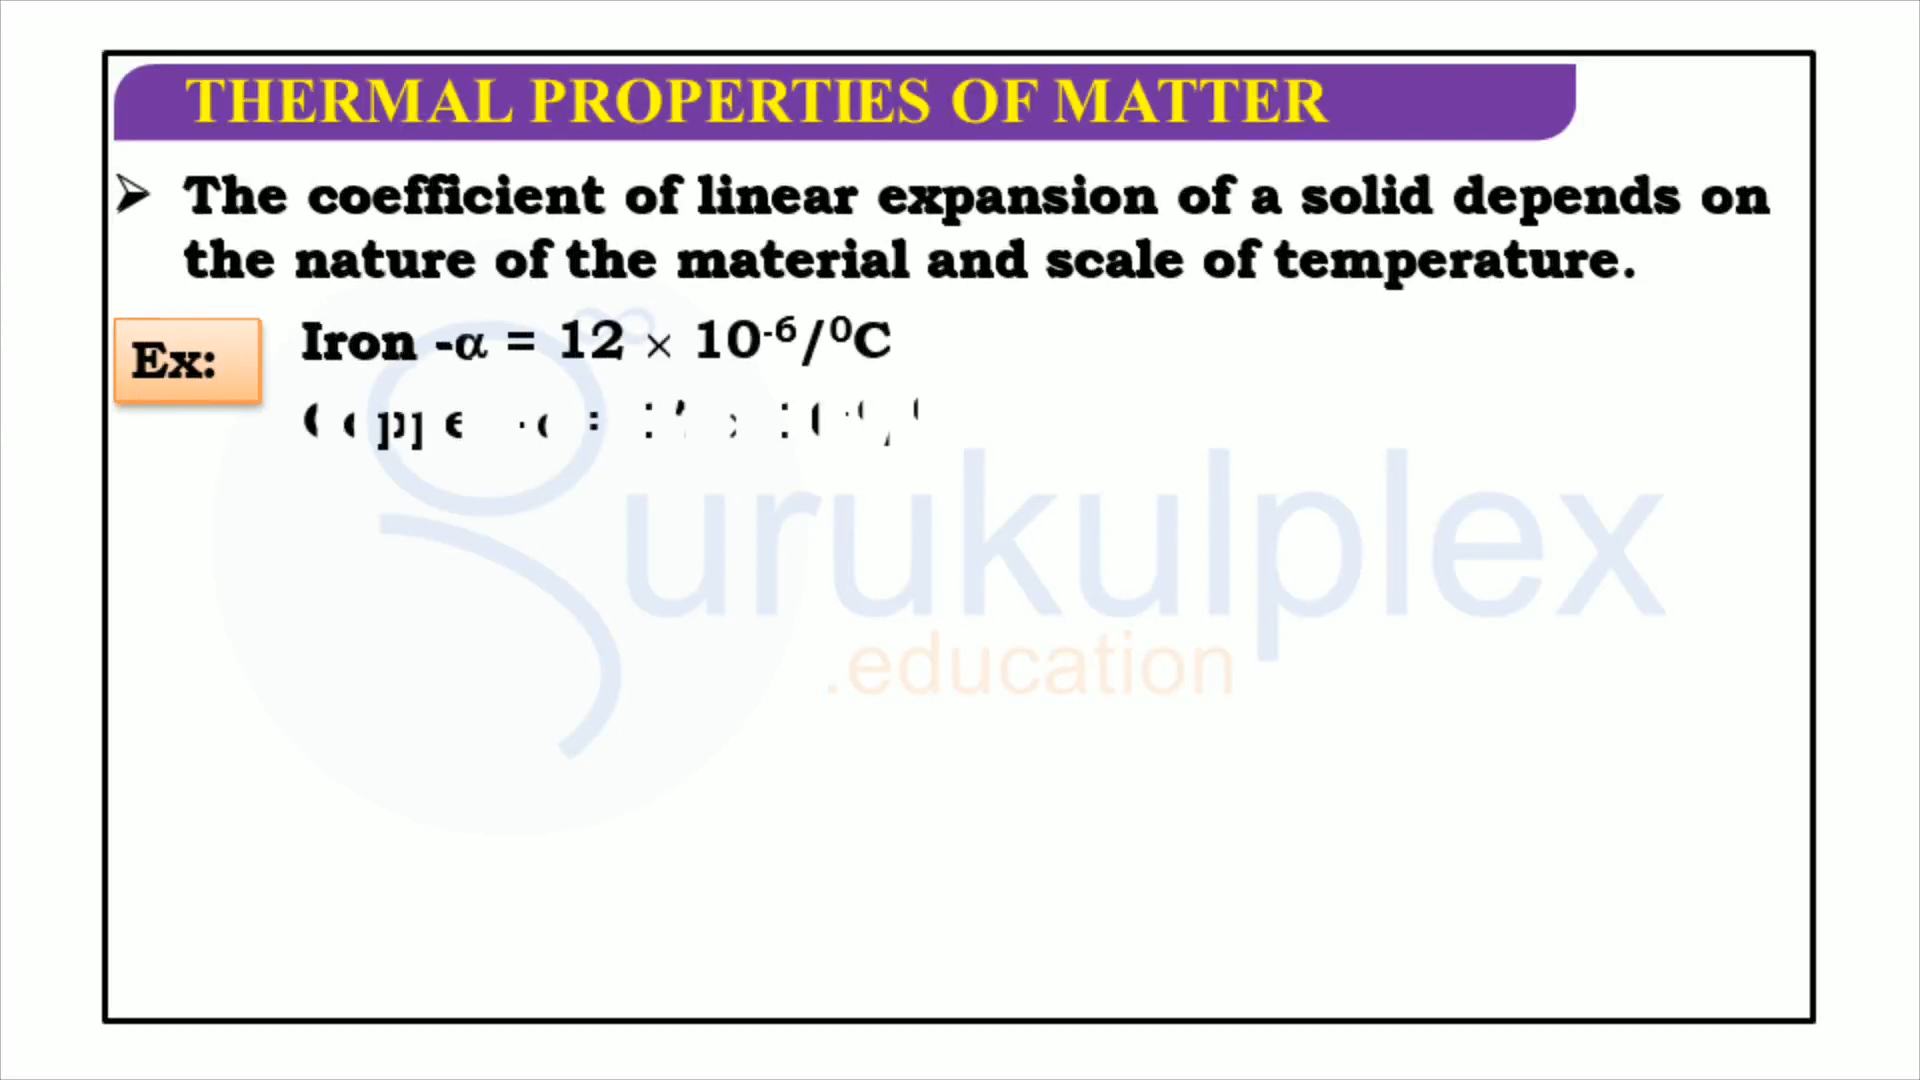 THERMAL PROPERTIES OF MATTER
➢ The coefficient of linear expansion of a solid depends on
the nature of the material and scale of temperature.
Ex:
Iron -α = 12 × 10⁻⁶/⁰C
urukulplex
.education